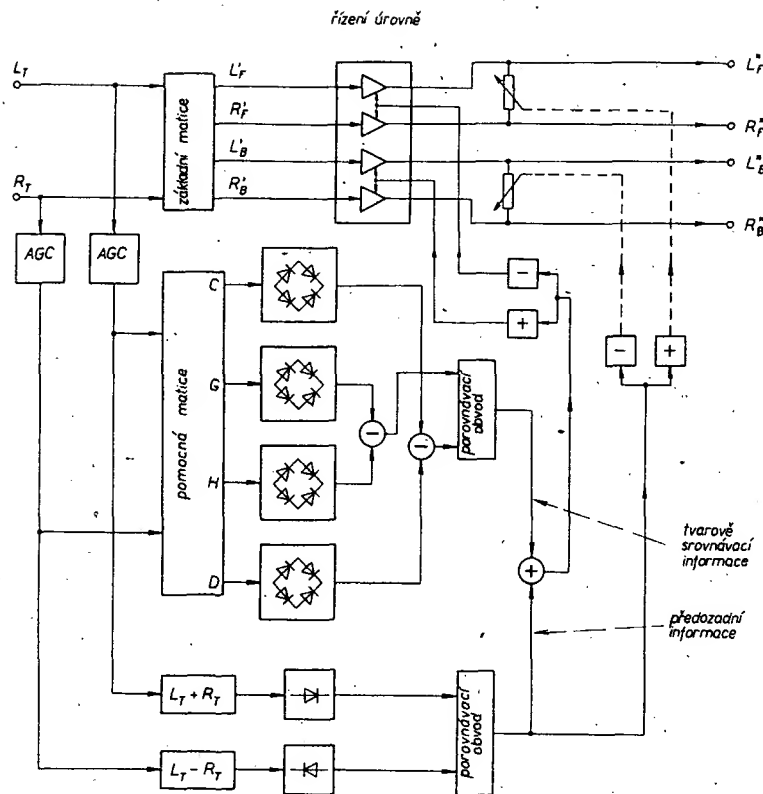 řízení úrovně
L_T
R_T
základní matice
L'_F
R'_F
L'_B
R'_B
L"_F
R"_F
L"_B
R"_B
AGC
AGC
pomocná matice
C
G
H
D
−
+
−
+
−
−
porovnávací obvod
+
tvarově
srovnávací
informace
předozadní
informace
L_T + R_T
L_T − R_T
porovnávací obvod